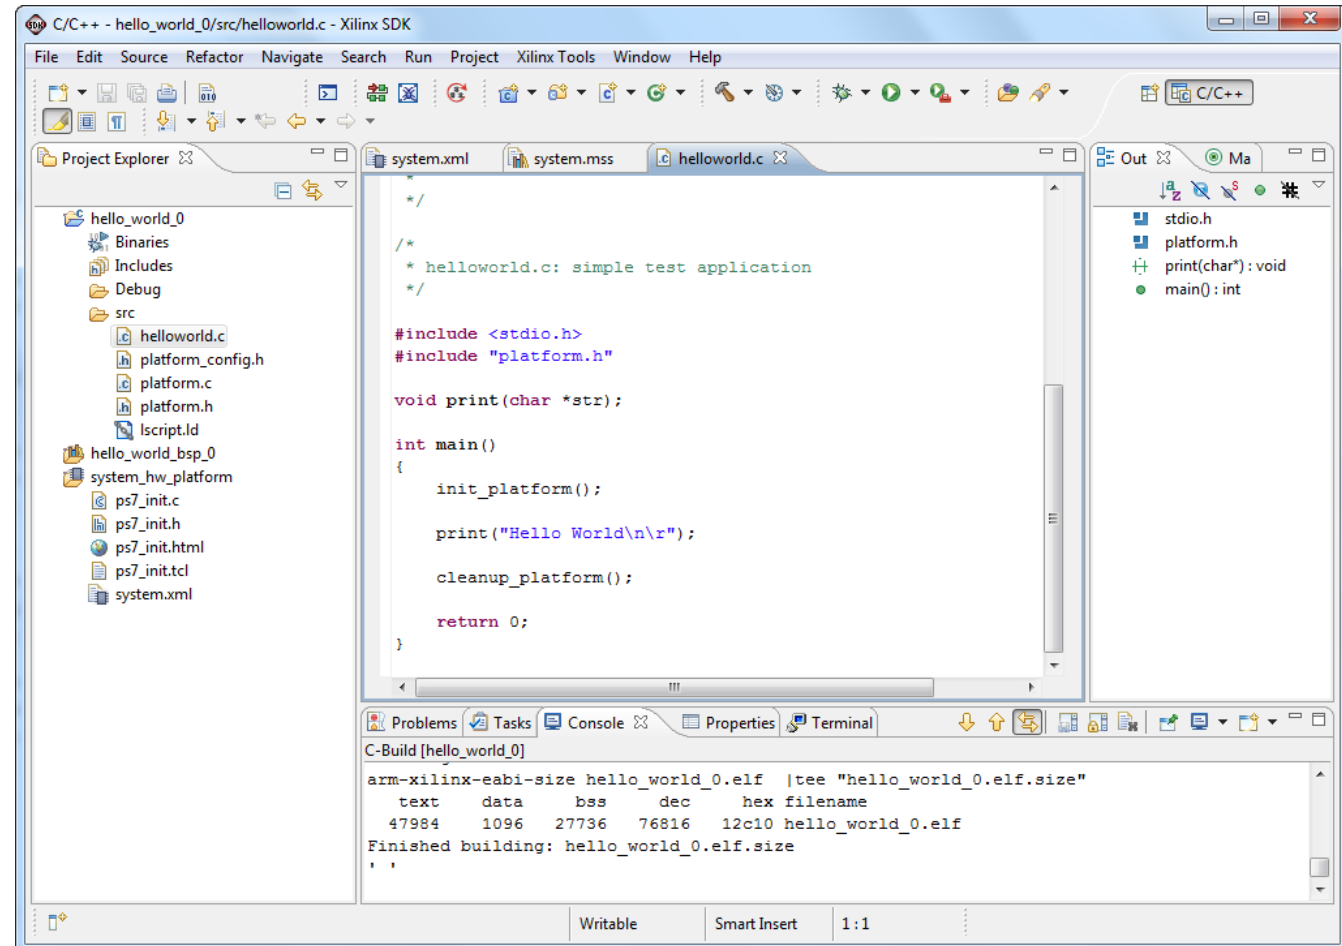 C/C++ - hello_world_0/src/helloworld.c - Xilinx SDK
File Edit Source Refactor Navigate Search Run Project Xilinx Tools Window Help
C/C++
Project Explorer
hello_world_0
Binaries
Includes
Debug
src
helloworld.c
platform_config.h
platform.c
platform.h
lscript.ld
hello_world_bsp_0
system_hw_platform
ps7_init.c
ps7_init.h
ps7_init.html
ps7_init.tcl
system.xml
system.xml system.mss helloworld.c
*
*/
/*
* helloworld.c: simple test application
*/
#include <stdio.h>
#include "platform.h"
void print(char *str);
int main()
{
init_platform();
print("Hello World\n\r");
cleanup_platform();
return 0;
}
Out Ma
stdio.h
platform.h
print(char*) : void
main() : int
Problems Tasks Console Properties Terminal
C-Build [hello_world_0]
arm-xilinx-eabi-size hello_world_0.elf |tee "hello_world_0.elf.size"
text data bss dec hex filename
47984 1096 27736 76816 12c10 hello_world_0.elf
Finished building: hello_world_0.elf.size
' '
Writable Smart Insert 1:1